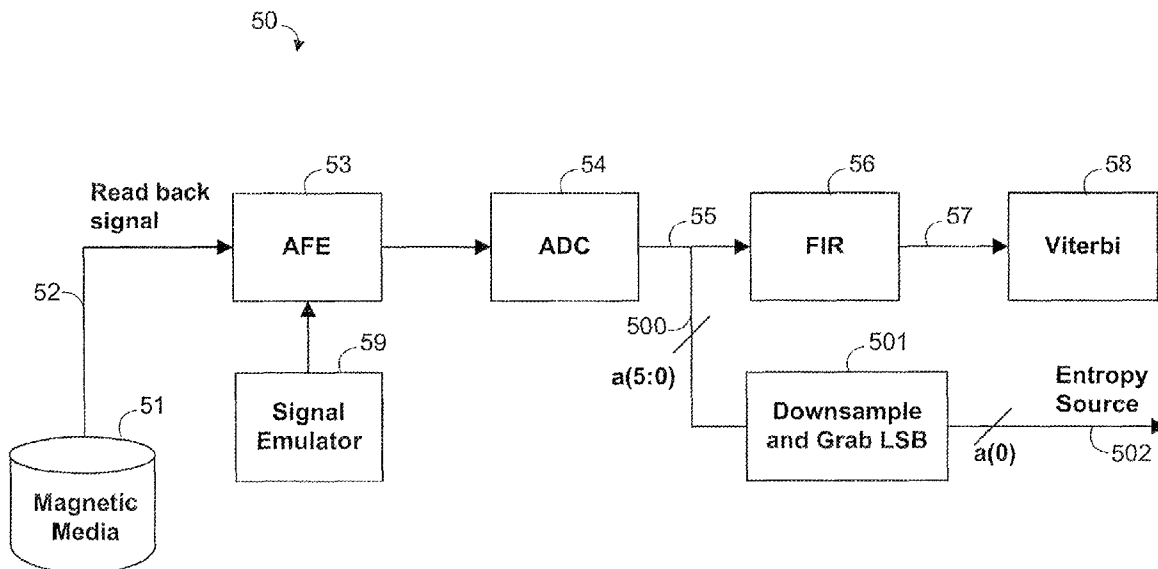 50
53
54
56
58
Read back
signal
AFE
ADC
55
FIR
57
Viterbi
52
500
59
501
a(5:0)
Signal
Emulator
Downsample
and Grab LSB
Entropy
Source
a(0)
502
51
Magnetic
Media